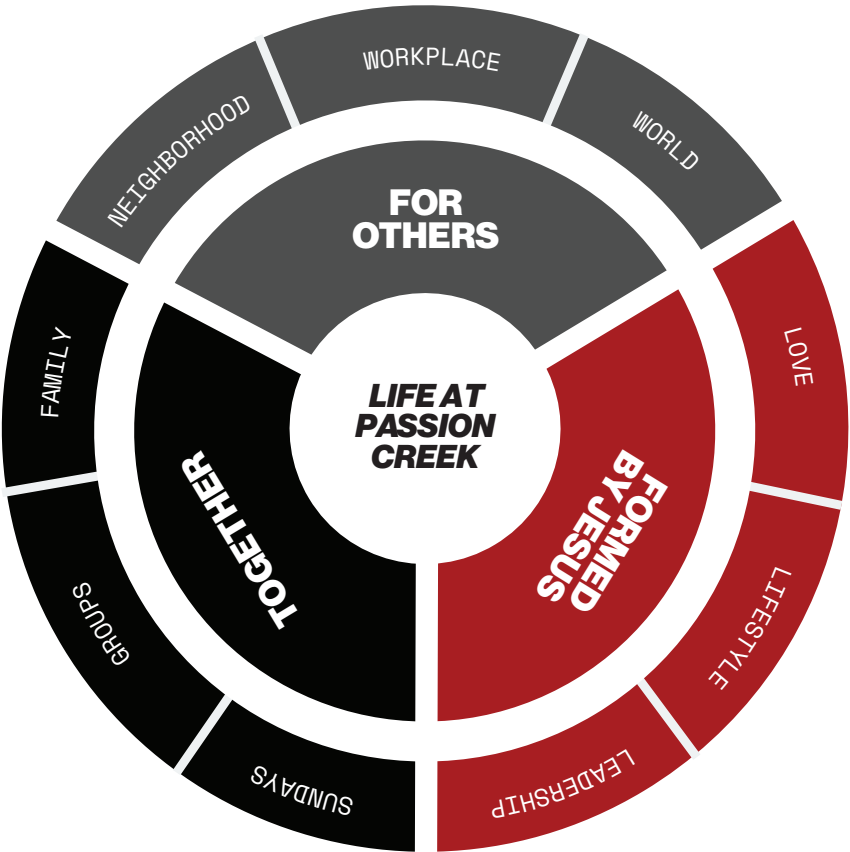 LIFE AT
PASSION
CREEK
FOR
OTHERS
NEIGHBORHOOD
WORKPLACE
WORLD
FORMED
BY JESUS
LOVE
LIFESTYLE
LEADERSHIP
TOGETHER
SUNDAYS
GROUPS
FAMILY